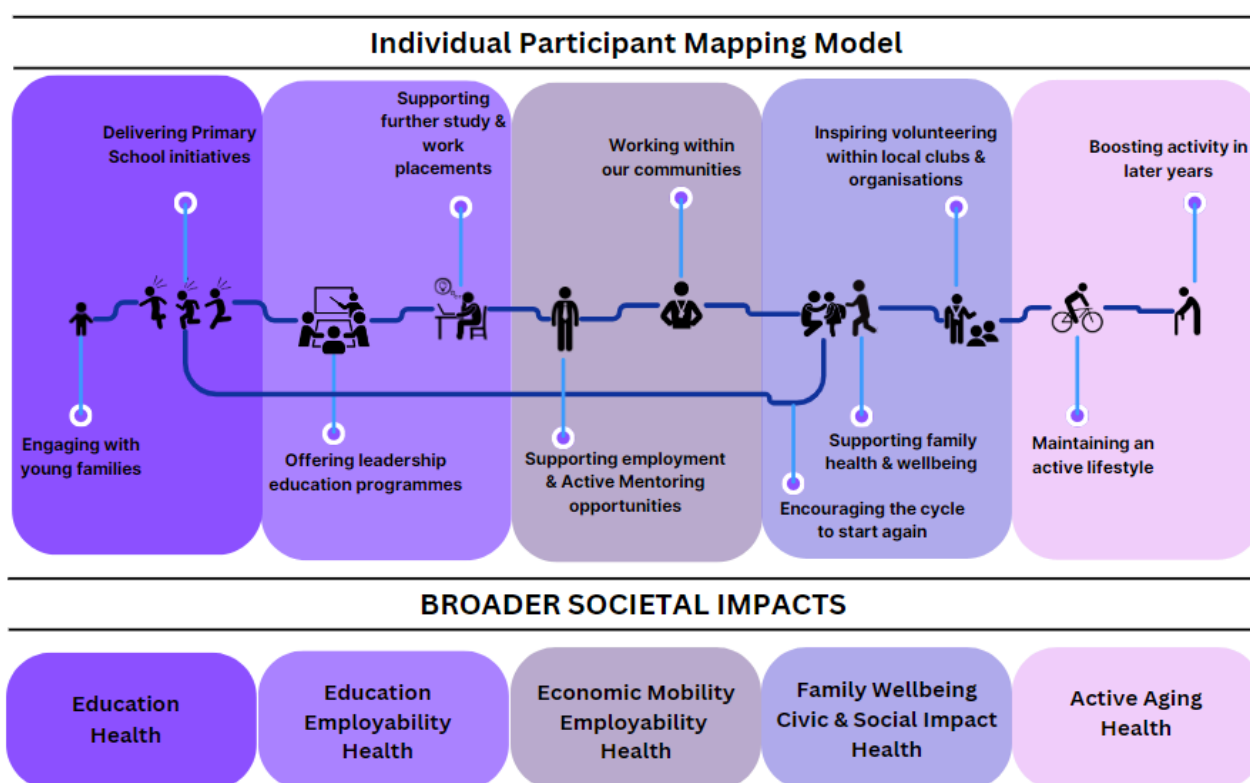 Individual Participant Mapping Model
Delivering Primary
School initiatives
Supporting
further study &
work
placements
Working within
our communities
Inspiring volunteering
within local clubs &
organisations
Boosting activity in
later years
Engaging with
young families
Offering leadership
education programmes
Supporting employment
& Active Mentoring
opportunities
Supporting family
health & wellbeing
Encouraging the cycle
to start again
Maintaining an
active lifestyle
BROADER SOCIETAL IMPACTS
Education
Health
Education
Employability
Health
Economic Mobility
Employability
Health
Family Wellbeing
Civic & Social Impact
Health
Active Aging
Health